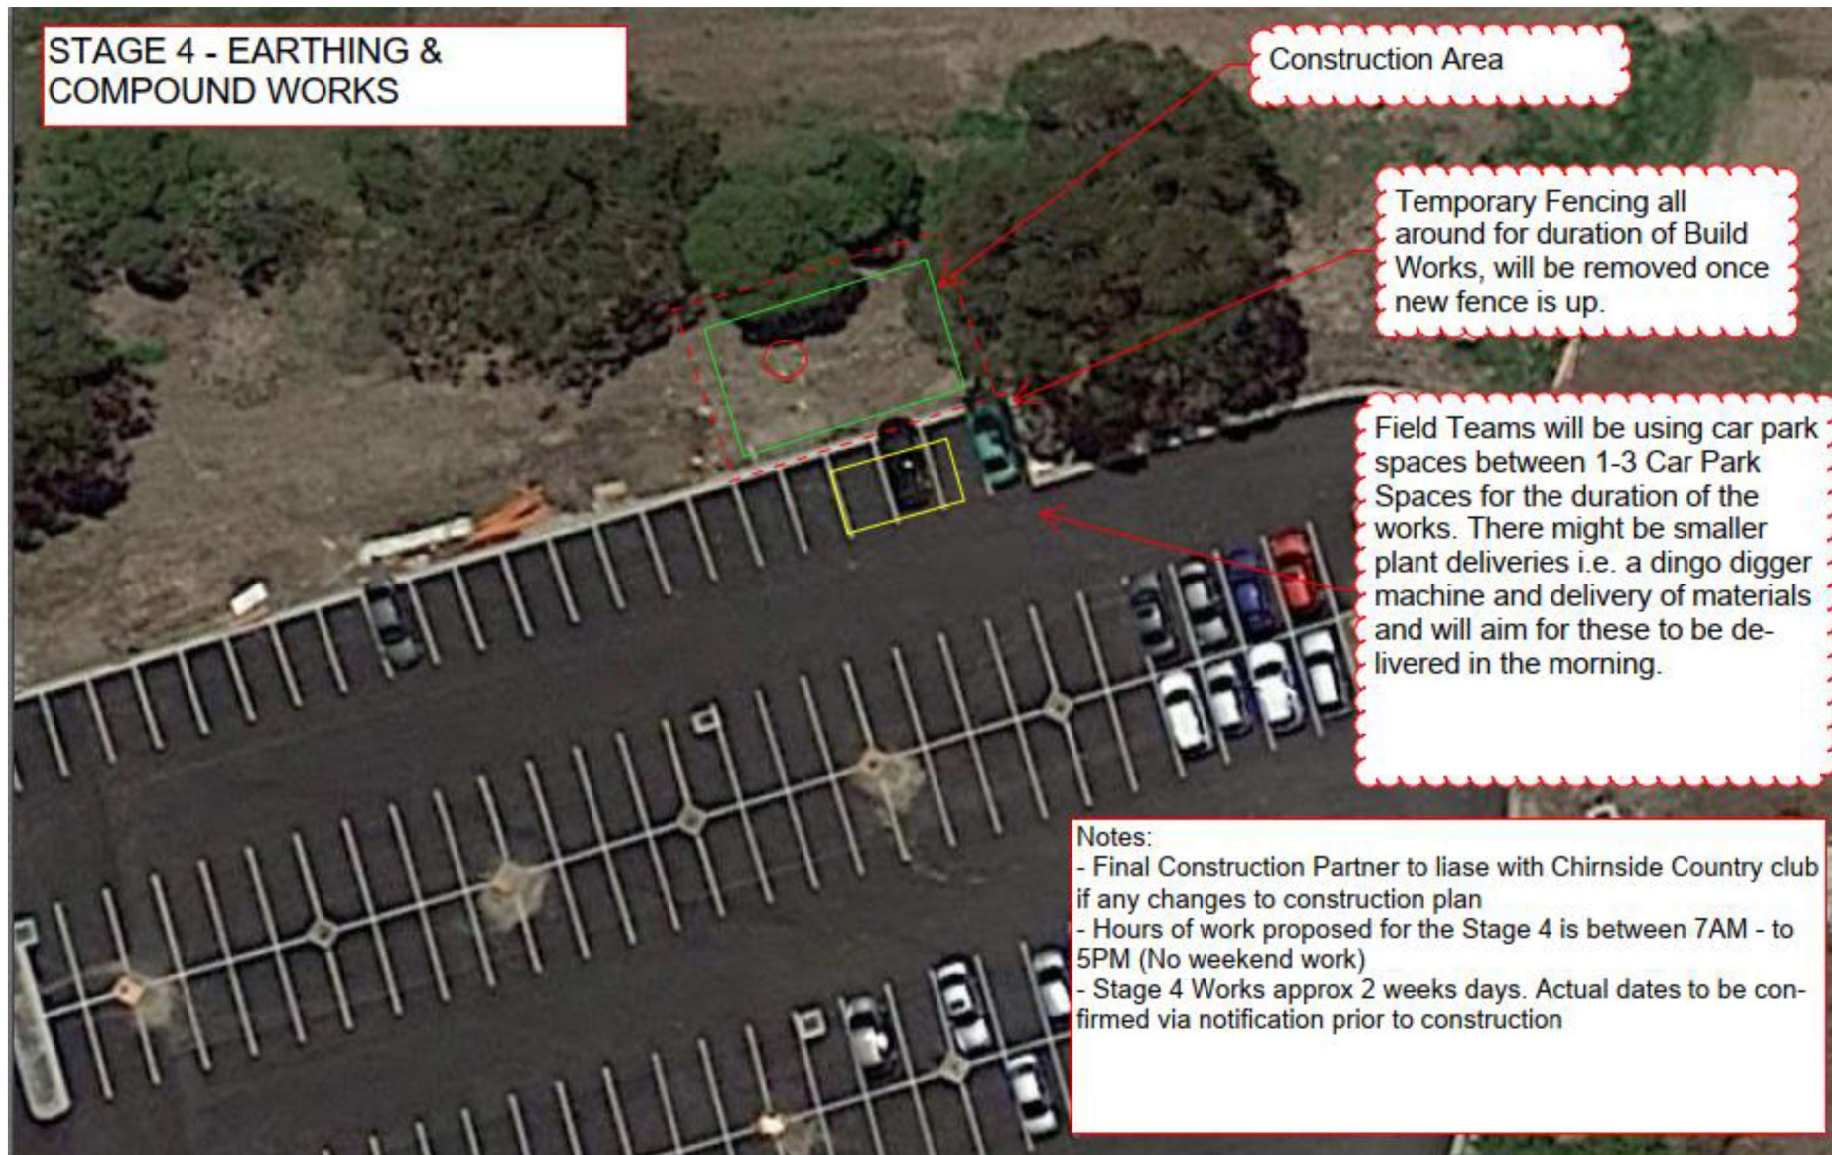 STAGE 4 - EARTHING &
COMPOUND WORKS
Construction Area
Temporary Fencing all
around for duration of Build
Works, will be removed once
new fence is up.
Field Teams will be using car park
spaces between 1-3 Car Park
Spaces for the duration of the
works. There might be smaller
plant deliveries i.e. a dingo digger
machine and delivery of materials
and will aim for these to be de-
livered in the morning.
Notes:
- Final Construction Partner to liase with Chirnside Country club
if any changes to construction plan
- Hours of work proposed for the Stage 4 is between 7AM - to
5PM (No weekend work)
- Stage 4 Works approx 2 weeks days. Actual dates to be con-
firmed via notification prior to construction